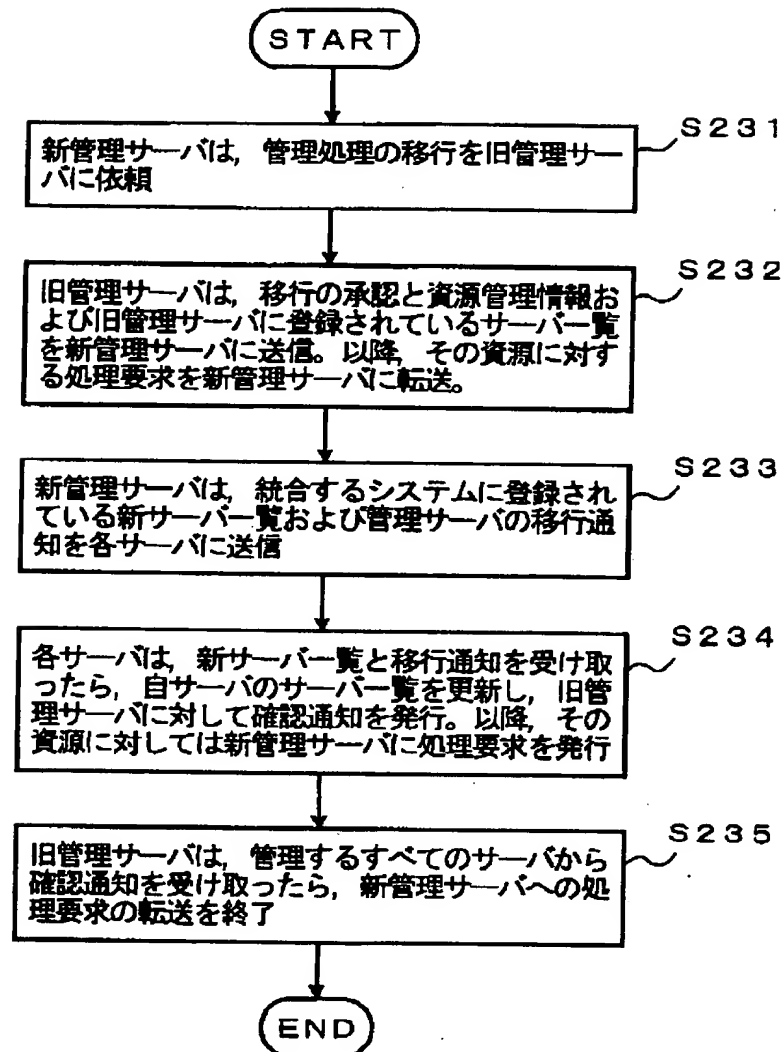 START
S231
新管理サーバは,管理処理の移行を旧管理サー
バに依頼
S232
旧管理サーバは,移行の承認と資源管理情報お
よび旧管理サーバに登録されているサーバ一覧
を新管理サーバに送信。以降,その資源に対す
る処理要求を新管理サーバに転送。
S233
新管理サーバは,統合するシステムに登録され
ている新サーバ一覧および管理サーバの移行通
知を各サーバに送信
S234
各サーバは,新サーバ一覧と移行通知を受け取
ったら,自サーバのサーバ一覧を更新し,旧管
理サーバに対して確認通知を発行。以降,その
資源に対しては新管理サーバに処理要求を発行
S235
旧管理サーバは,管理するすべてのサーバから
確認通知を受け取ったら,新管理サーバへの処
理要求の転送を終了
END